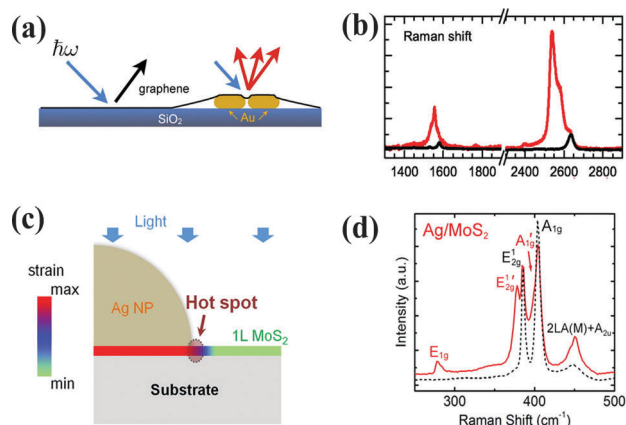 (a)
ħω
graphene
Au
SiO₂
(b)
Raman shift
1400 1600 1800 2400 2600 2800
(c)
Light
strain
max
min
Ag NP
Hot spot
1L MoS₂
Substrate
(d)
Ag/MoS₂
A₁g
A₁g'
E¹₂g
E¹'₂g
E₁g
2LA(M)+A₂u
Intensity (a.u.)
300 400 500
Raman Shift (cm⁻¹)